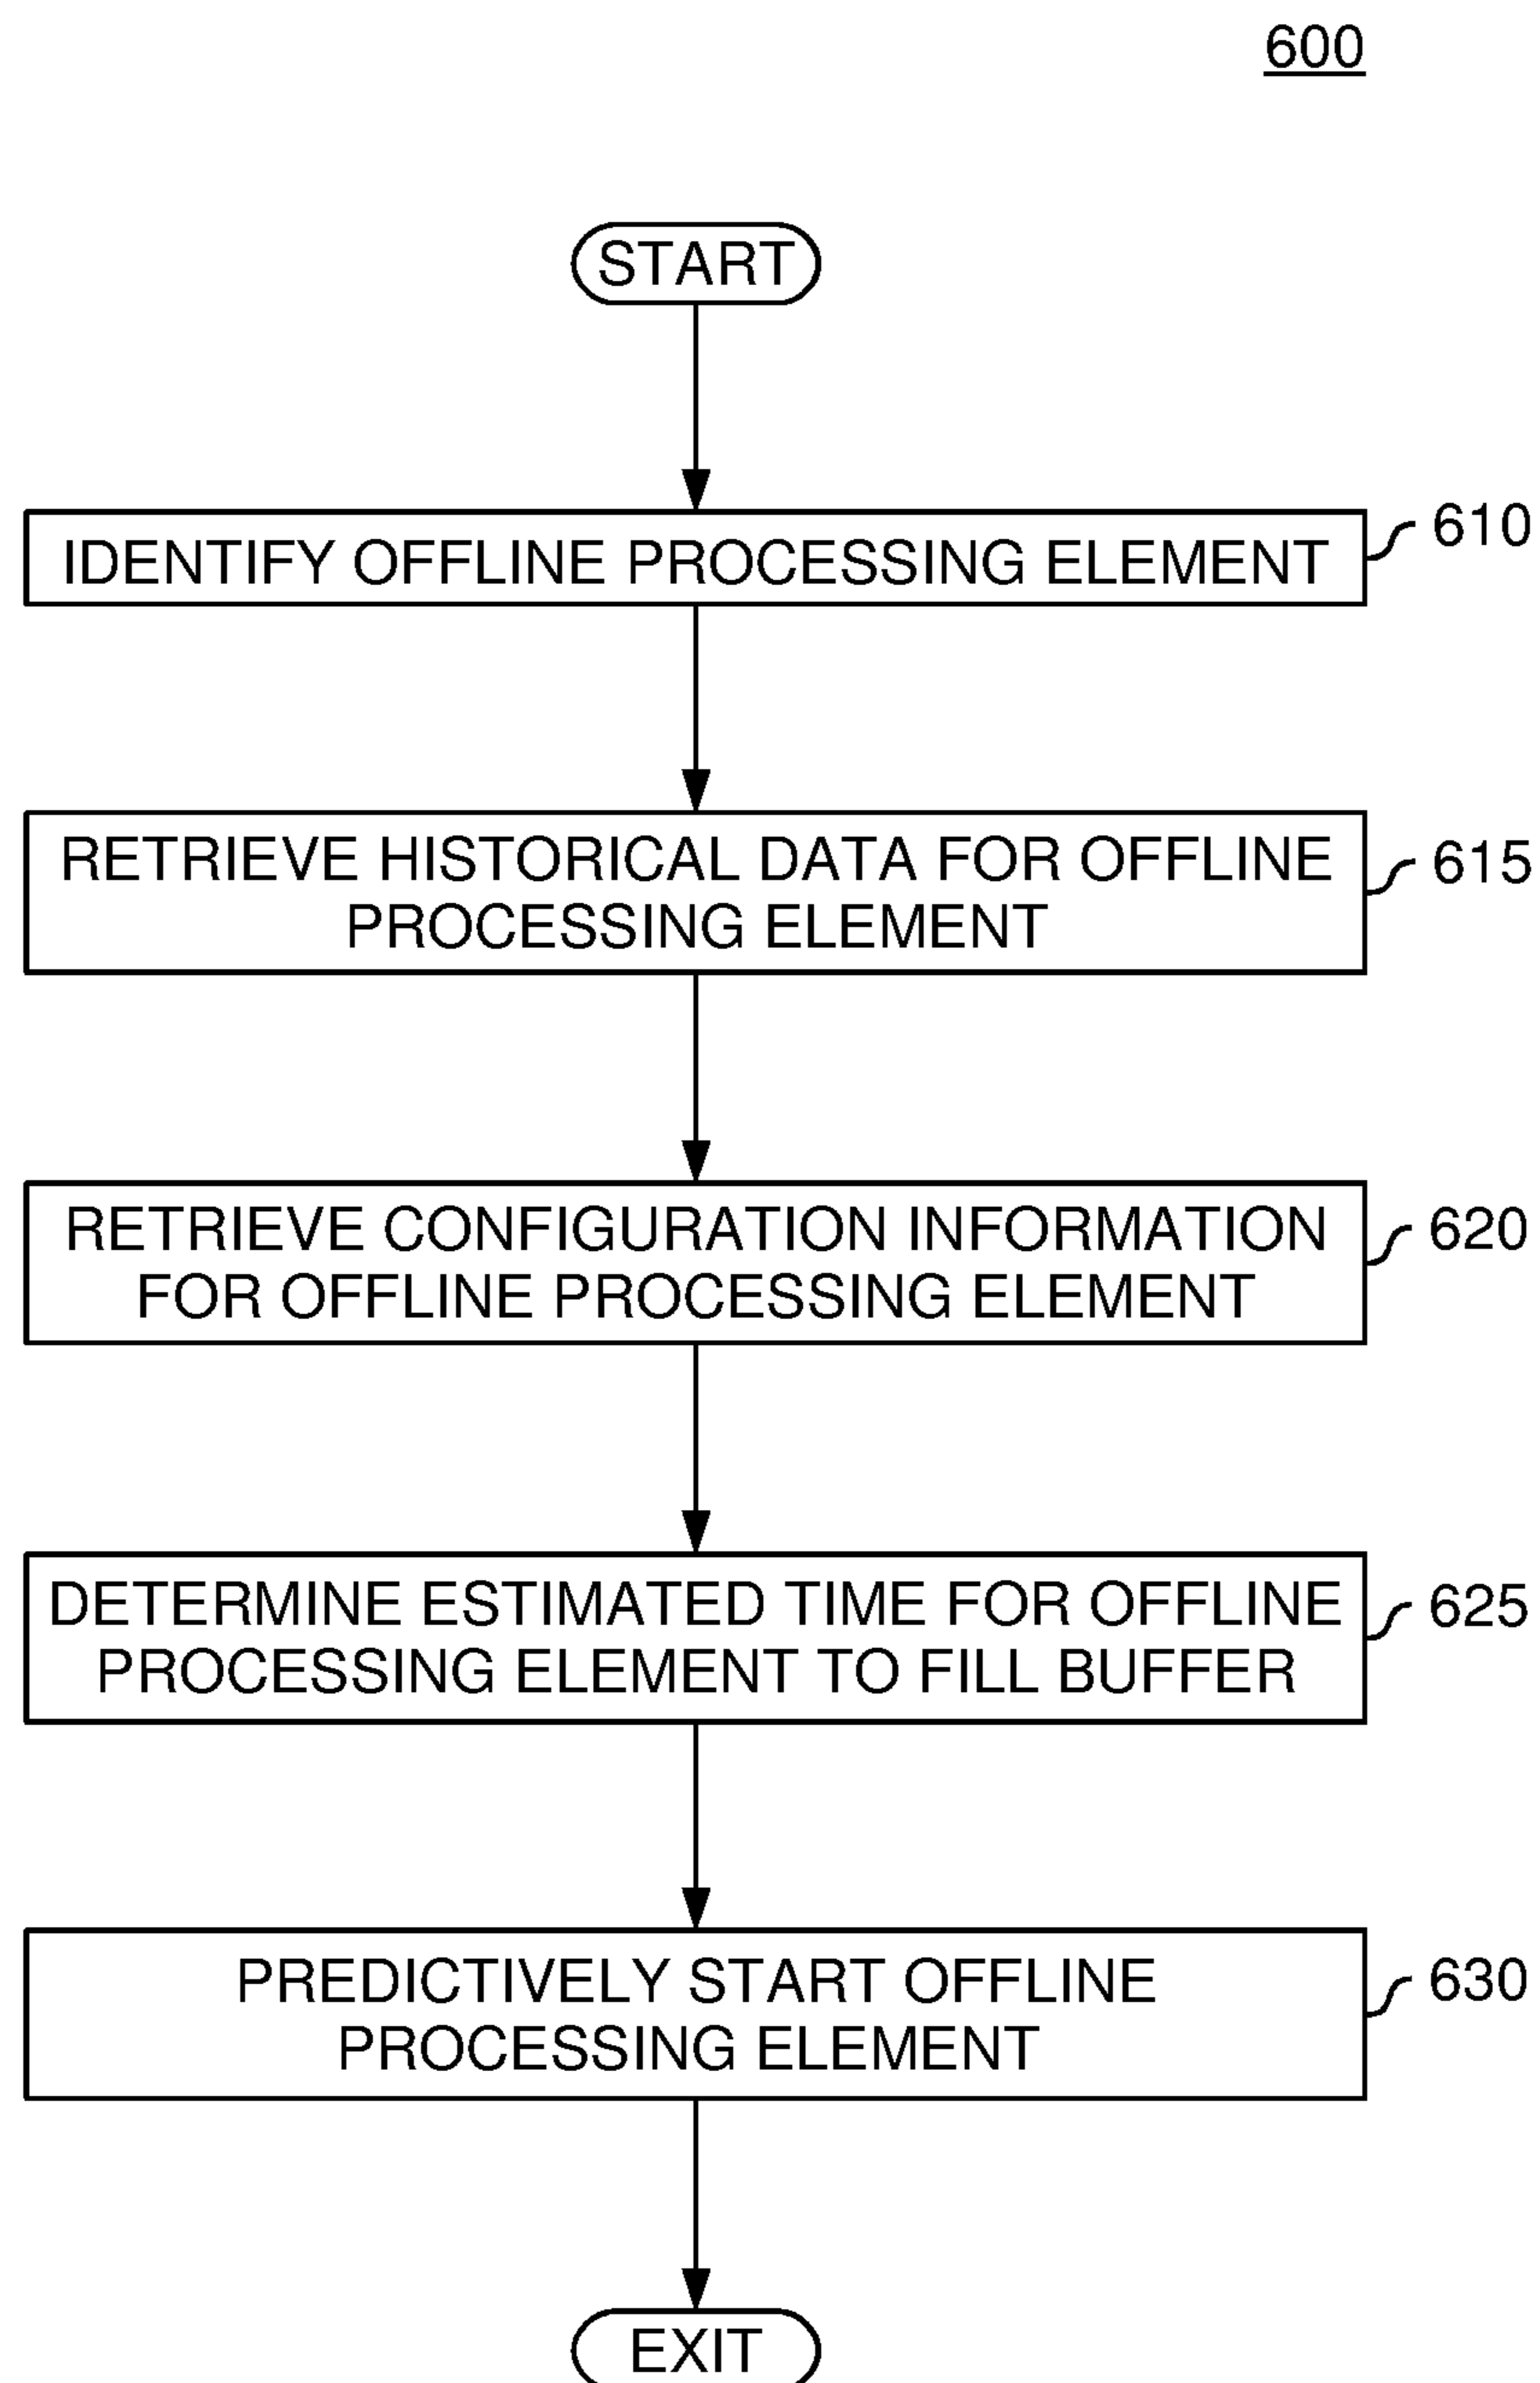 600
START
IDENTIFY OFFLINE PROCESSING ELEMENT
610
RETRIEVE HISTORICAL DATA FOR OFFLINE
PROCESSING ELEMENT
615
RETRIEVE CONFIGURATION INFORMATION
FOR OFFLINE PROCESSING ELEMENT
620
DETERMINE ESTIMATED TIME FOR OFFLINE
PROCESSING ELEMENT TO FILL BUFFER
625
PREDICTIVELY START OFFLINE
PROCESSING ELEMENT
630
EXIT